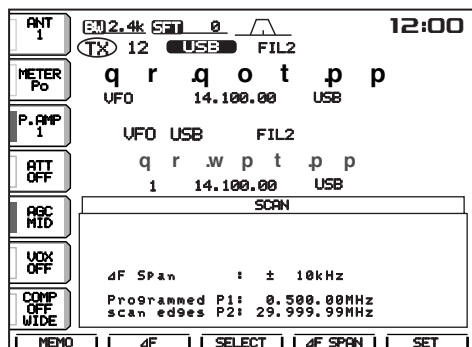 ANT
1
BW 2.4k SFT 0
12:00
TX 12 USB FIL2
METER
Po
q r .q o t .p p
VFO 14.100.00 USB
P.AMP
1
VFO USB FIL2
ATT
OFF
q r .w p t .p p
1 14.100.00 USB
AGC
MID
SCAN
VOX
OFF
⊿F SPan : ± 10kHz
COMP
OFF
WIDE
Programmed P1: 0.500.00MHz
scan edges P2: 29.999.99MHz
MEMO ⊿F SELECT ⊿F SPAN SET